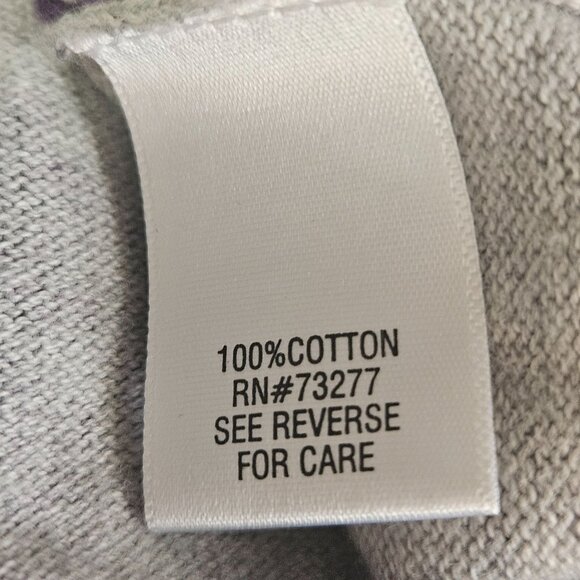 100%COTTON
RN#73277
SEE REVERSE
FOR CARE